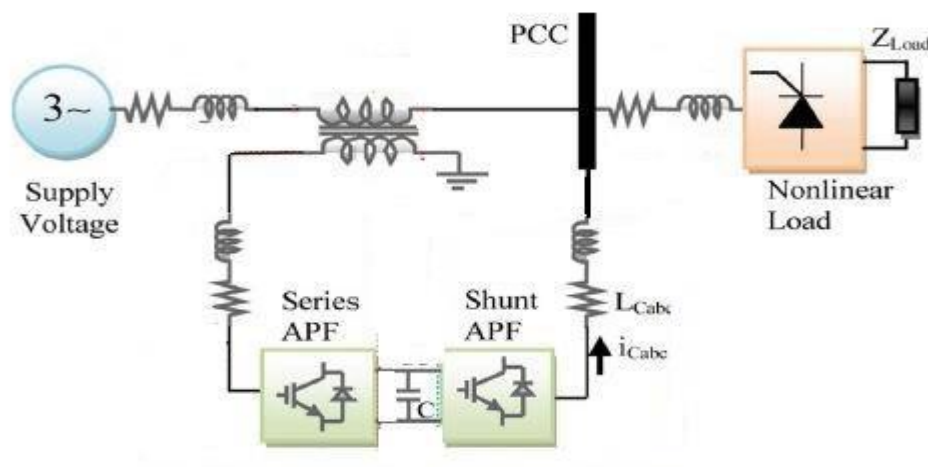 PCC
Z_Load
3~
Supply
Voltage
Nonlinear
Load
Series
APF
Shunt
APF
L_Cabc
i_Cabc
C